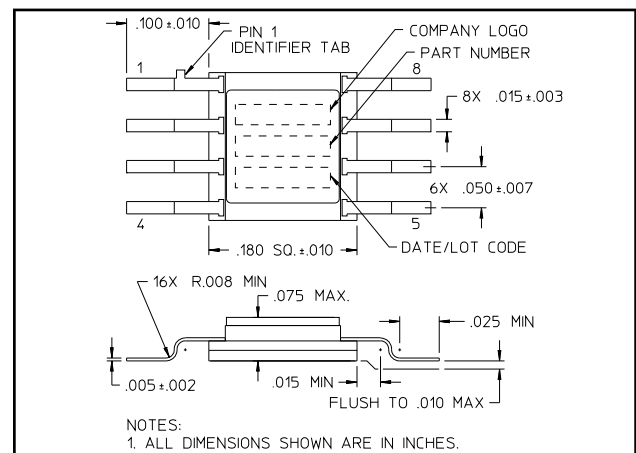 .100±.010
PIN 1
IDENTIFIER TAB
COMPANY LOGO
PART NUMBER
1
8
8X .015±.003
6X .050±.007
4
5
.180 SQ.±.010
DATE/LOT CODE
16X R.008 MIN
.075 MAX.
.025 MIN
.005±.002
.015 MIN
FLUSH TO .010 MAX
NOTES:
1. ALL DIMENSIONS SHOWN ARE IN INCHES.